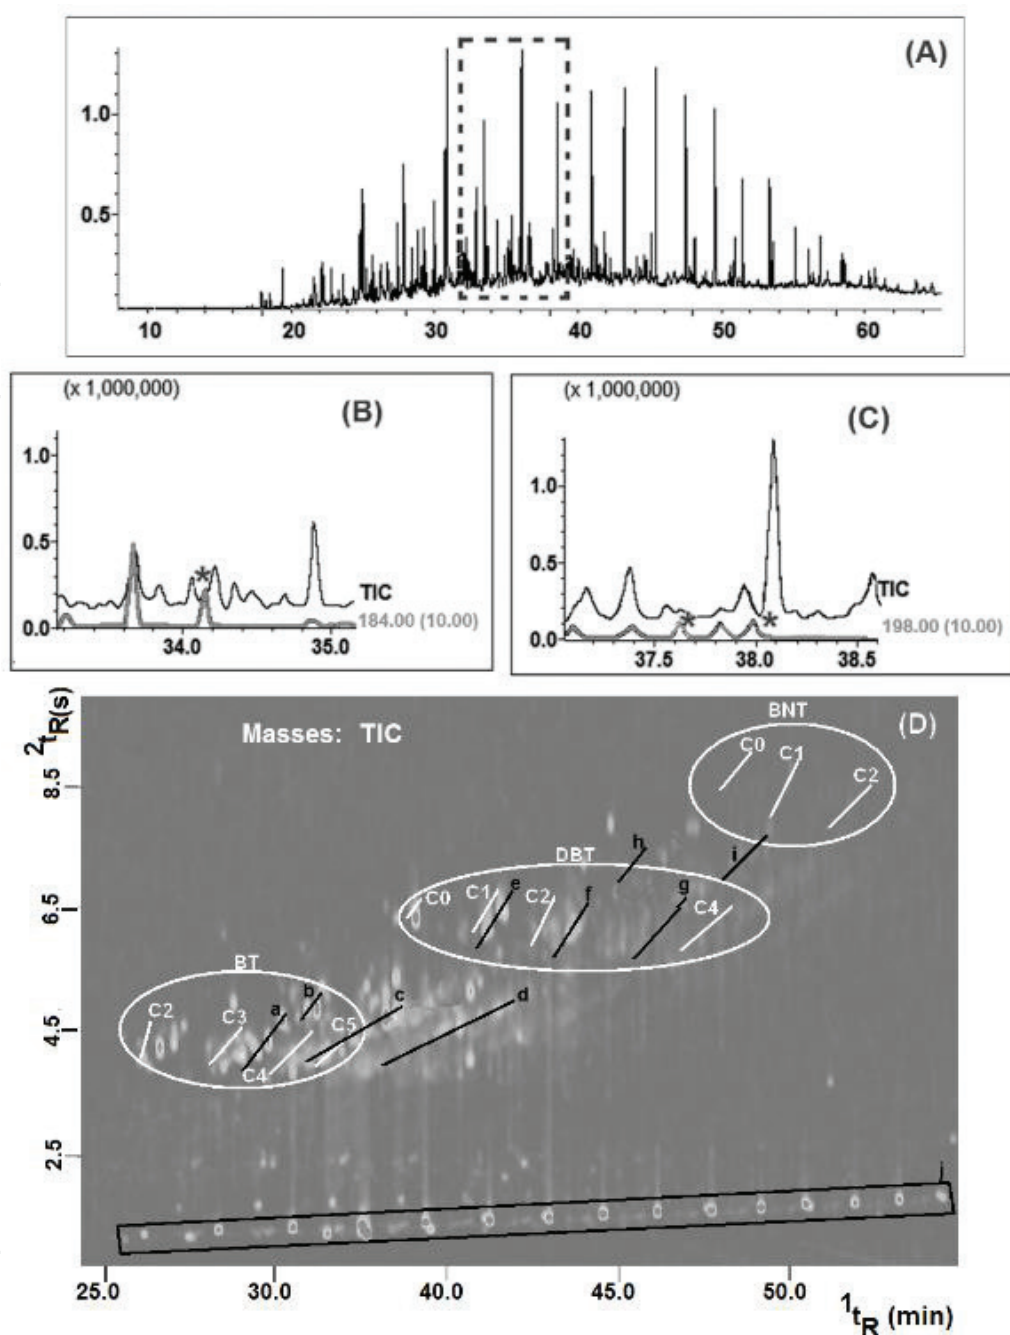 (A)
1.0
0.5
10 20 30 40 50 60
(x 1,000,000)
(B)
1.0
0.5
0.0
*
TIC
184.00 (10.00)
34.0 35.0
(x 1,000,000)
(C)
1.0
0.5
0.0
* *
TIC
198.00 (10.00)
37.5 38.0 38.5
2tR(s)
Masses: TIC
(D)
BNT
C0 C1 C2
8.5
h i
DBT
C0 C1 e C2 f g C4
6.5
BT
C2 C3 a b C4 C5 c d
4.5
2.5
j
25.0 30.0 40.0 45.0 50.0
1tR (min)